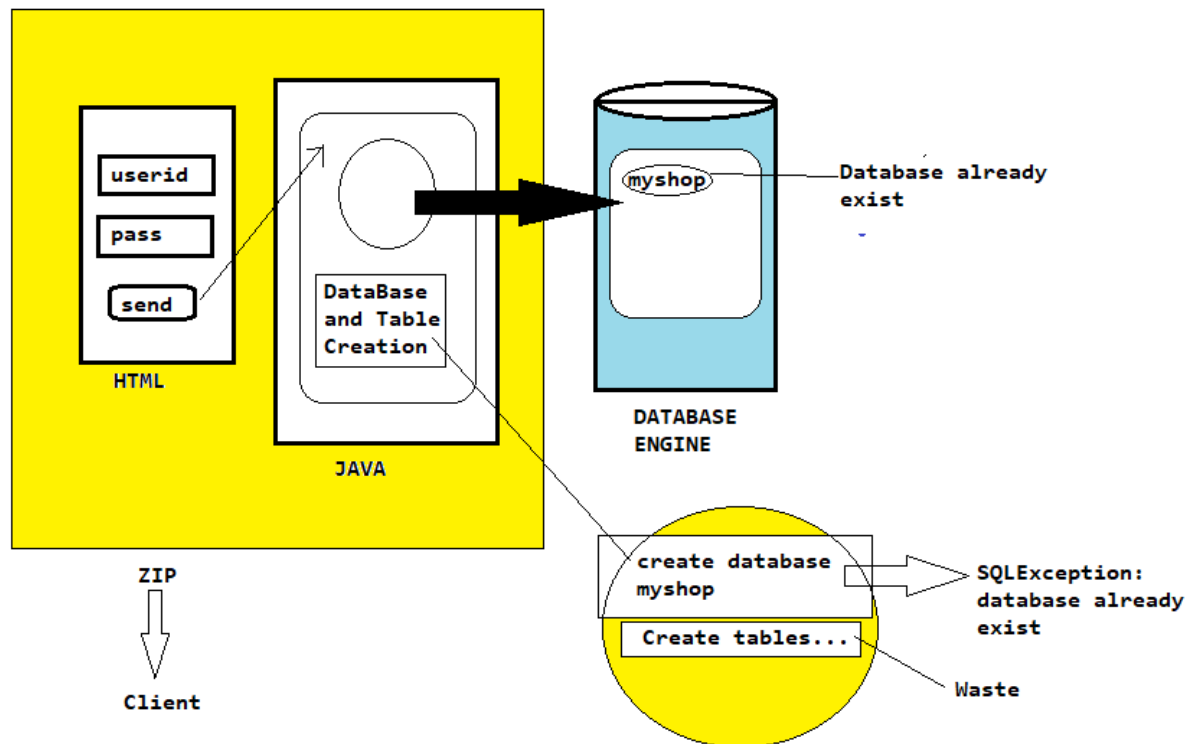 userid
pass
send
HTML
DataBase
and Table
Creation
JAVA
myshop
Database already
exist
DATABASE
ENGINE
ZIP
Client
create database
myshop
Create tables...
SQLException:
database already
exist
Waste